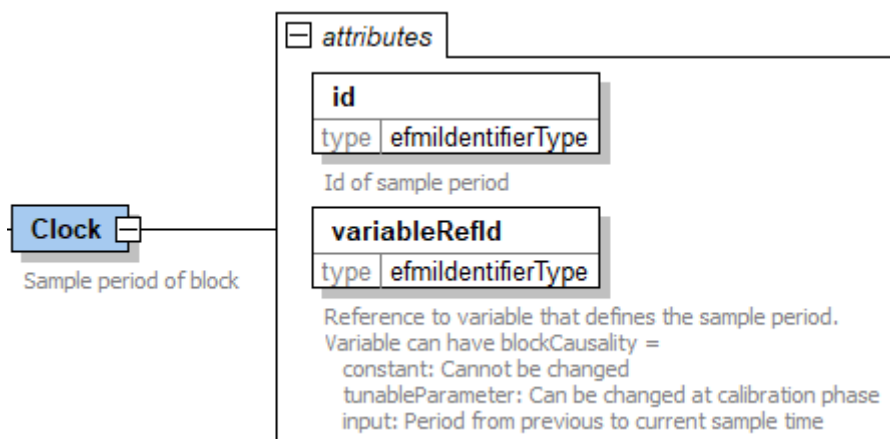 attributes
id
type efmiIdentifierType
Id of sample period
Clock
Sample period of block
variableRefId
type efmiIdentifierType
Reference to variable that defines the sample period.
Variable can have blockCausality =
constant: Cannot be changed
tunableParameter: Can be changed at calibration phase
input: Period from previous to current sample time